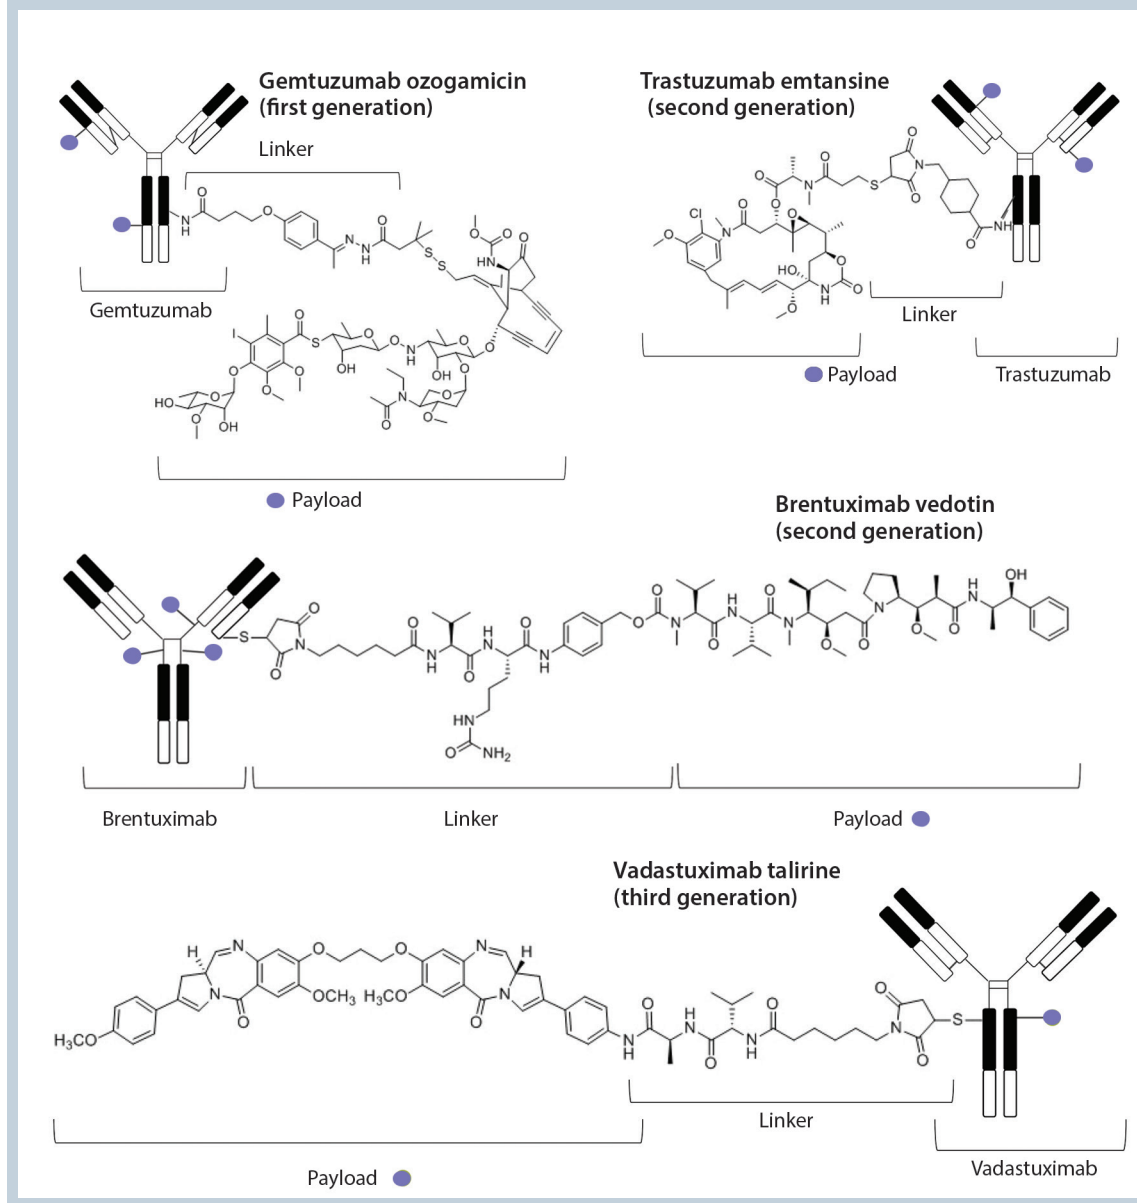 Gemtuzumab ozogamicin
(first generation)
Linker
Gemtuzumab
Payload
Trastuzumab emtansine
(second generation)
Linker
Payload
Trastuzumab
Brentuximab vedotin
(second generation)
Brentuximab
Linker
Payload
Vadastuximab talirine
(third generation)
Linker
Payload
Vadastuximab